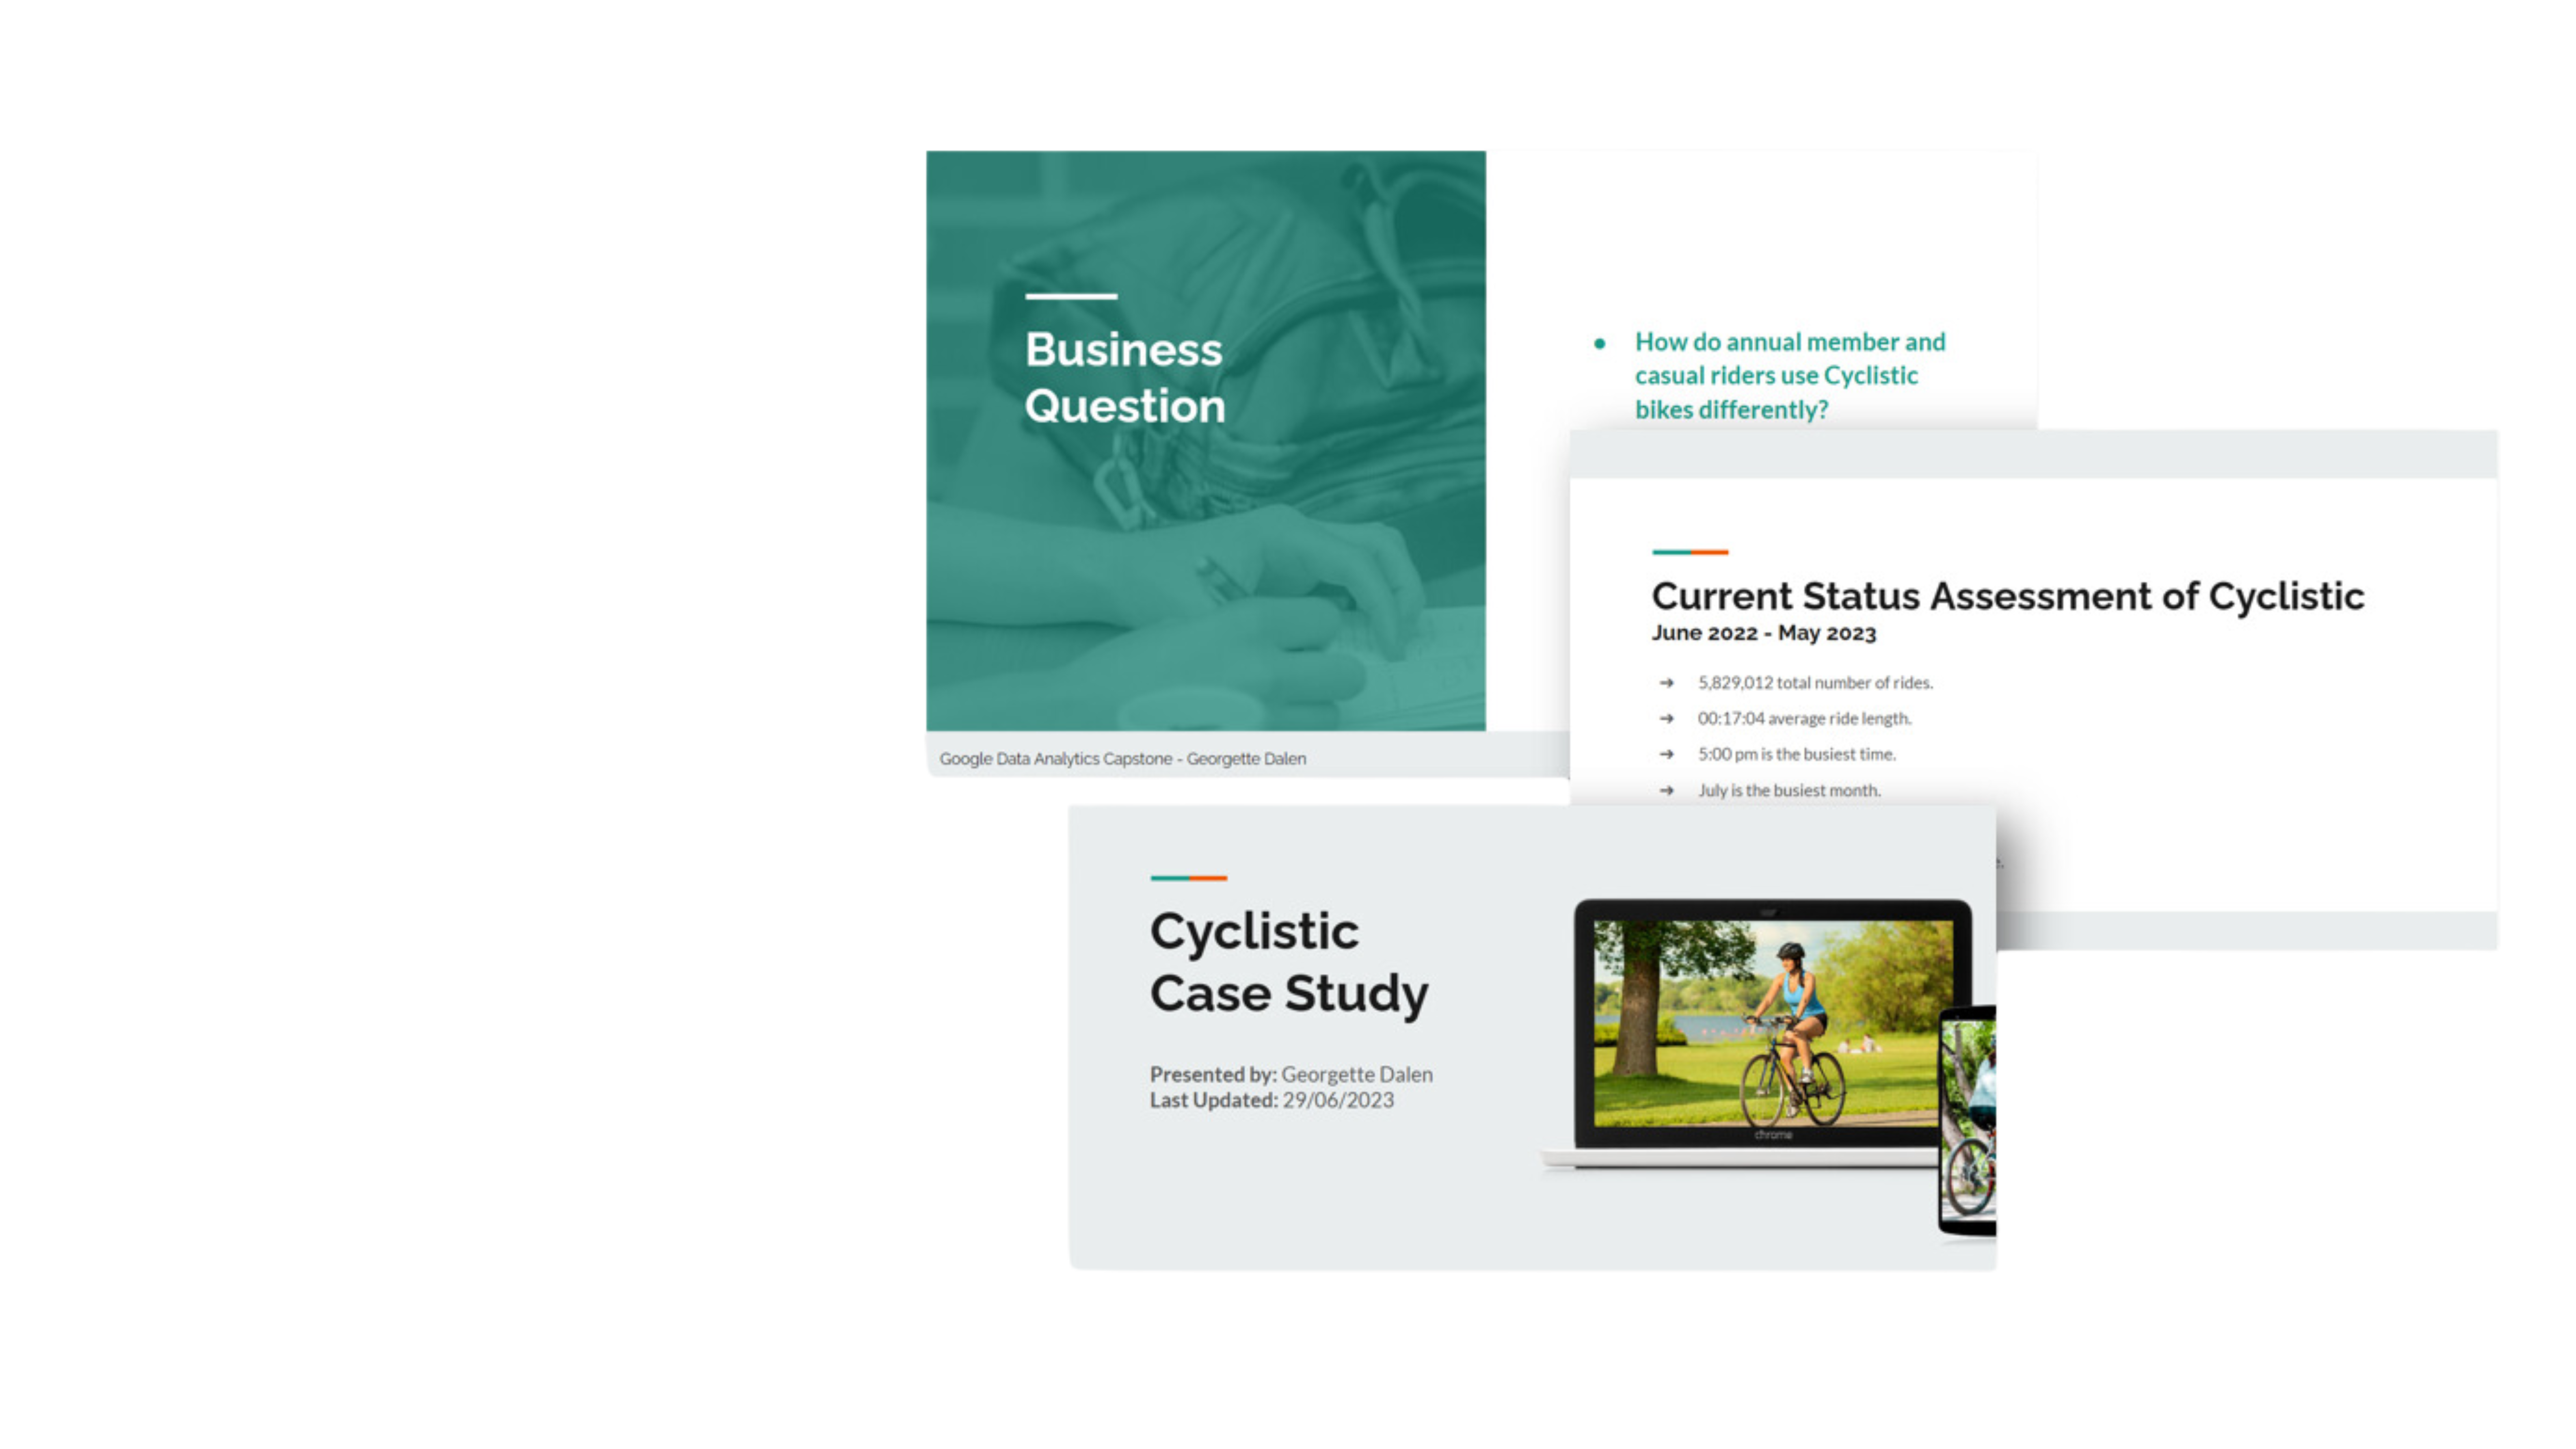 Business
Question
● How do annual member and
casual riders use Cyclistic
bikes differently?
Google Data Analytics Capstone - Georgette Dalen
Current Status Assessment of Cyclistic
June 2022 - May 2023
➔ 5,829,012 total number of rides.
➔ 00:17:04 average ride length.
➔ 5:00 pm is the busiest time.
➔ July is the busiest month.
Cyclistic
Case Study
Presented by: Georgette Dalen
Last Updated: 29/06/2023
chrome